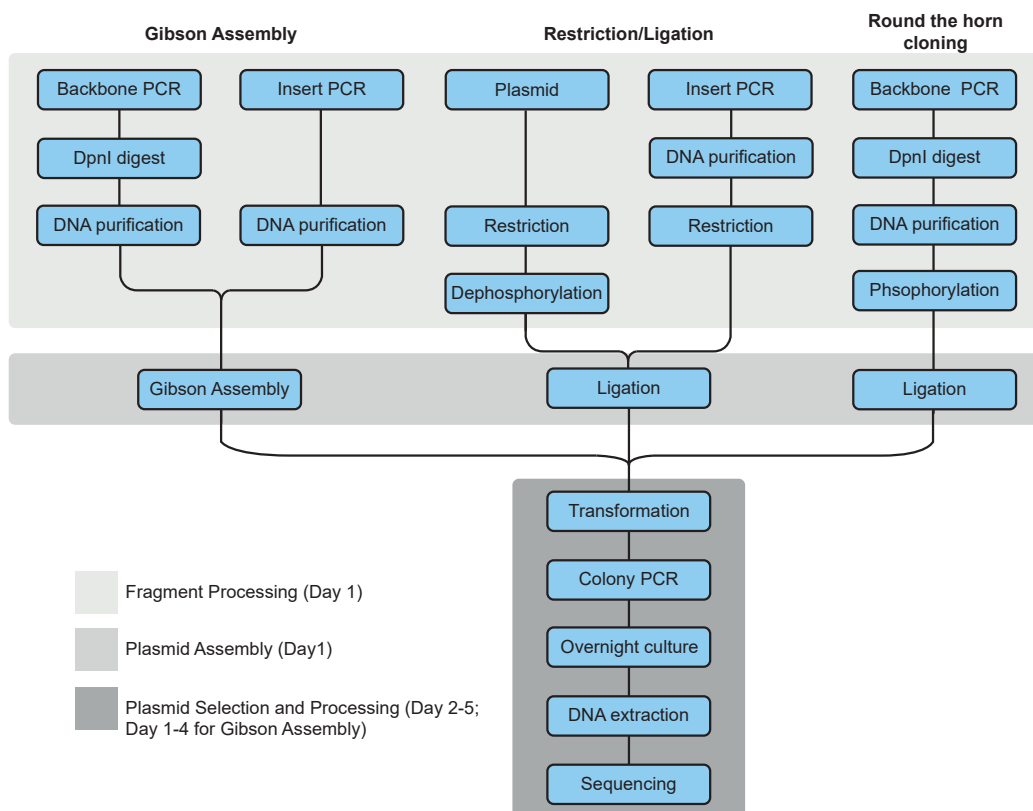 Gibson Assembly
Restriction/Ligation
Round the horn
cloning
Backbone PCR
Insert PCR
Plasmid
Insert PCR
Backbone PCR
DpnI digest
DNA purification
DpnI digest
DNA purification
DNA purification
Restriction
Restriction
DNA purification
Dephosphorylation
Phsophorylation
Gibson Assembly
Ligation
Ligation
Transformation
Colony PCR
Overnight culture
DNA extraction
Sequencing
Fragment Processing (Day 1)
Plasmid Assembly (Day1)
Plasmid Selection and Processing (Day 2-5;
Day 1-4 for Gibson Assembly)